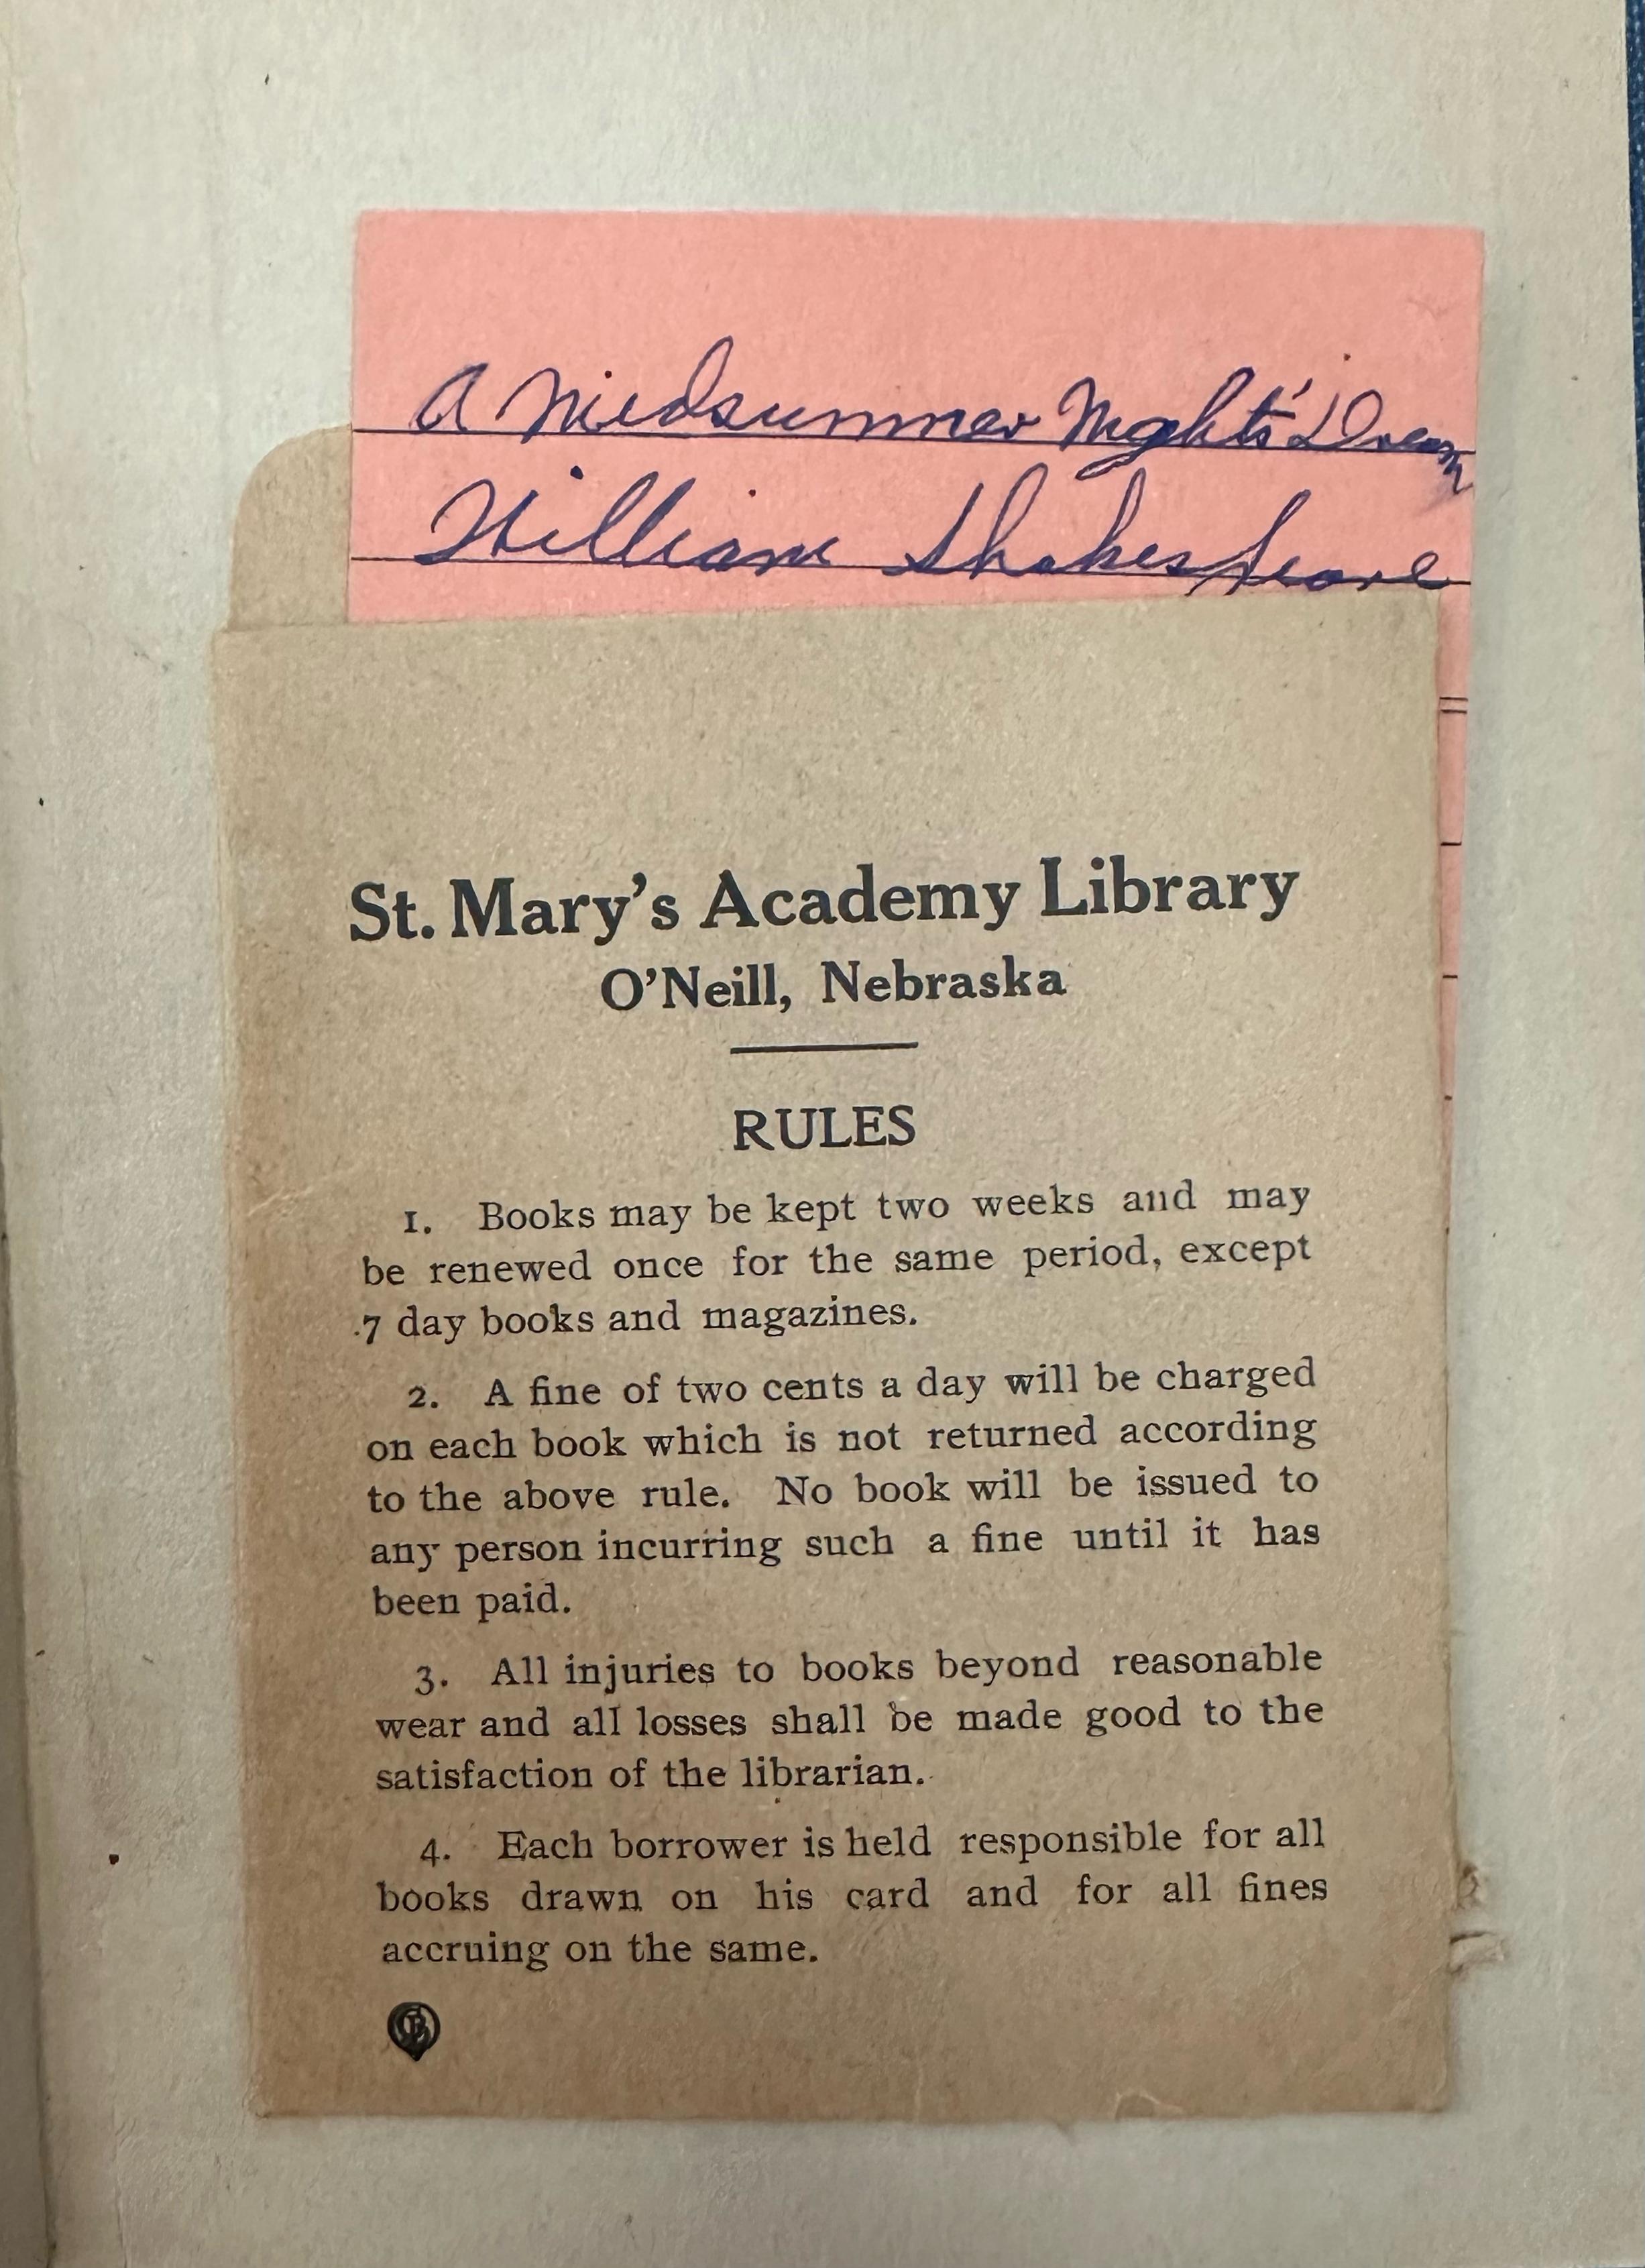 A Midsummer Night's Dream
William Shakespeare
St. Mary's Academy Library
O'Neill, Nebraska
RULES
1. Books may be kept two weeks and may
be renewed once for the same period, except
7 day books and magazines.
2. A fine of two cents a day will be charged
on each book which is not returned according
to the above rule. No book will be issued to
any person incurring such a fine until it has
been paid.
3. All injuries to books beyond reasonable
wear and all losses shall be made good to the
satisfaction of the librarian.
4. Each borrower is held responsible for all
books drawn on his card and for all fines
accruing on the same.